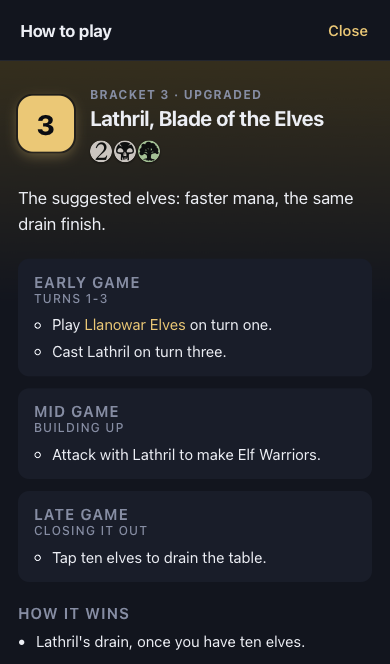 How to play
Close
3
BRACKET 3 · UPGRADED
Lathril, Blade of the Elves
2
The suggested elves: faster mana, the same
drain finish.
EARLY GAME
TURNS 1-3
Play Llanowar Elves on turn one.
Cast Lathril on turn three.
MID GAME
BUILDING UP
Attack with Lathril to make Elf Warriors.
LATE GAME
CLOSING IT OUT
Tap ten elves to drain the table.
HOW IT WINS
Lathril's drain, once you have ten elves.